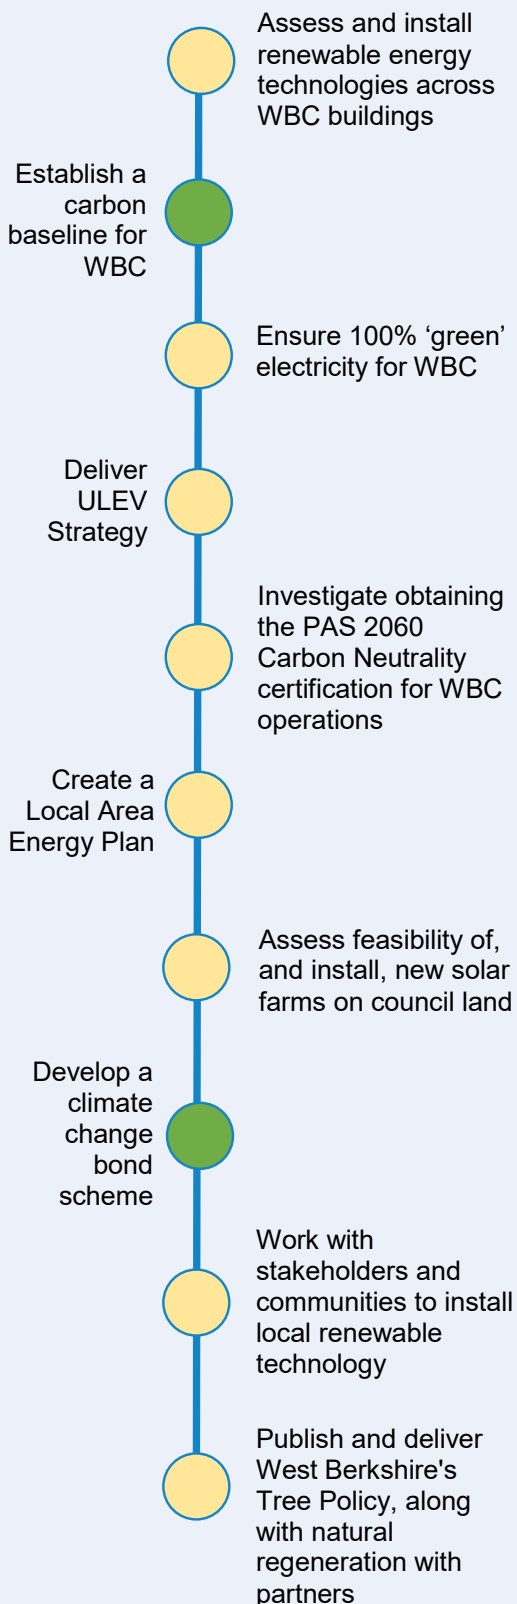 Assess and install
renewable energy
technologies across
WBC buildings
Establish a
carbon
baseline for
WBC
Ensure 100% ‘green’
electricity for WBC
Deliver
ULEV
Strategy
Investigate obtaining
the PAS 2060
Carbon Neutrality
certification for WBC
operations
Create a
Local Area
Energy Plan
Assess feasibility of,
and install, new solar
farms on council land
Develop a
climate
change
bond
scheme
Work with
stakeholders and
communities to install
local renewable
technology
Publish and deliver
West Berkshire's
Tree Policy, along
with natural
regeneration with
partners